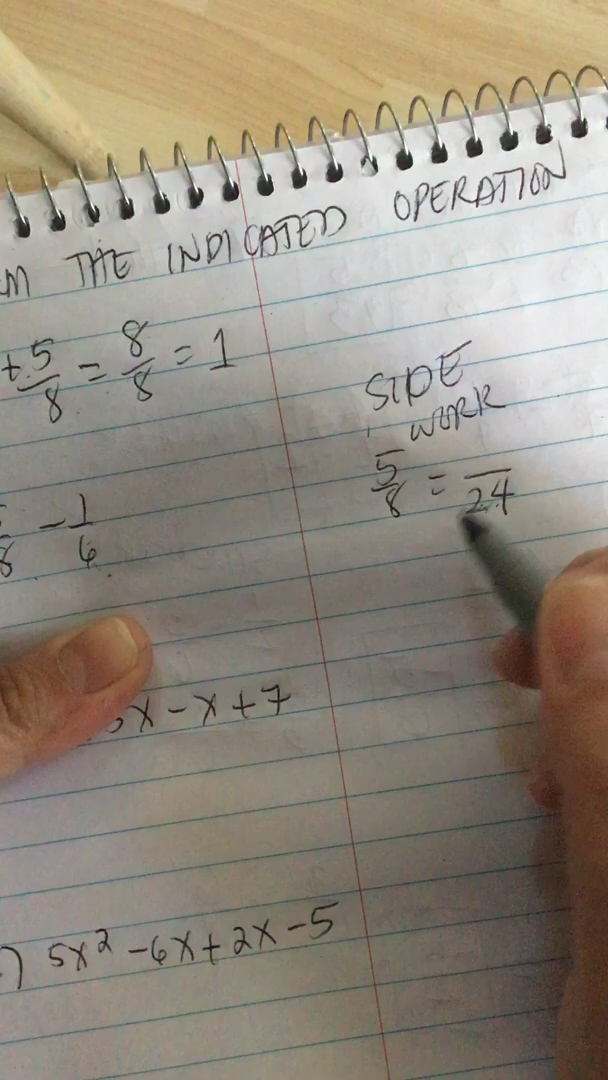 M THE INDICATED OPERATION
+ 5/8 = 8/8 = 1
SIDE
WORK
5/8 = /24
/8 - 1/6
x - x + 7
) 5x² - 6x + 2x - 5